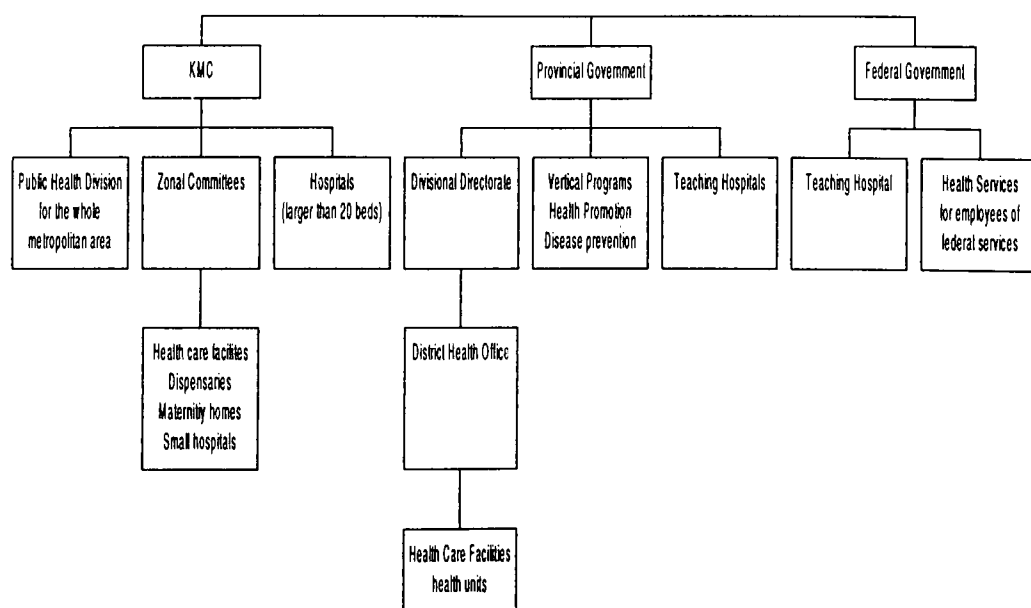 KMC
Provincial Government
Federal Government
Public Health Division
for the whole
metropolitan area
Zonal Committees
Hospitals
(larger than 20 beds)
Divisional Directorate
Vertical Programs
Health Promotion
Disease prevention
Teaching Hospitals
Teaching Hospital
Health Services
for employees of
federal services
Health care facilites
Dispensaries
Maternitiy homes
Small hospitals
District Health Office
Health Care Facilities
health units